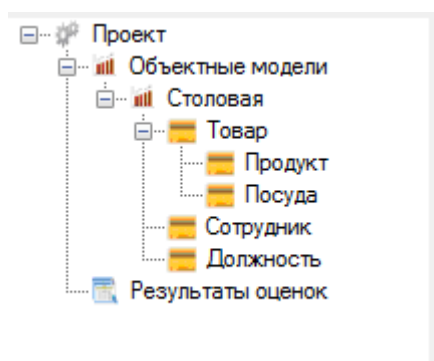 Проект
Объектные модели
Столовая
Товар
Продукт
Посуда
Сотрудник
Должность
Результаты оценок